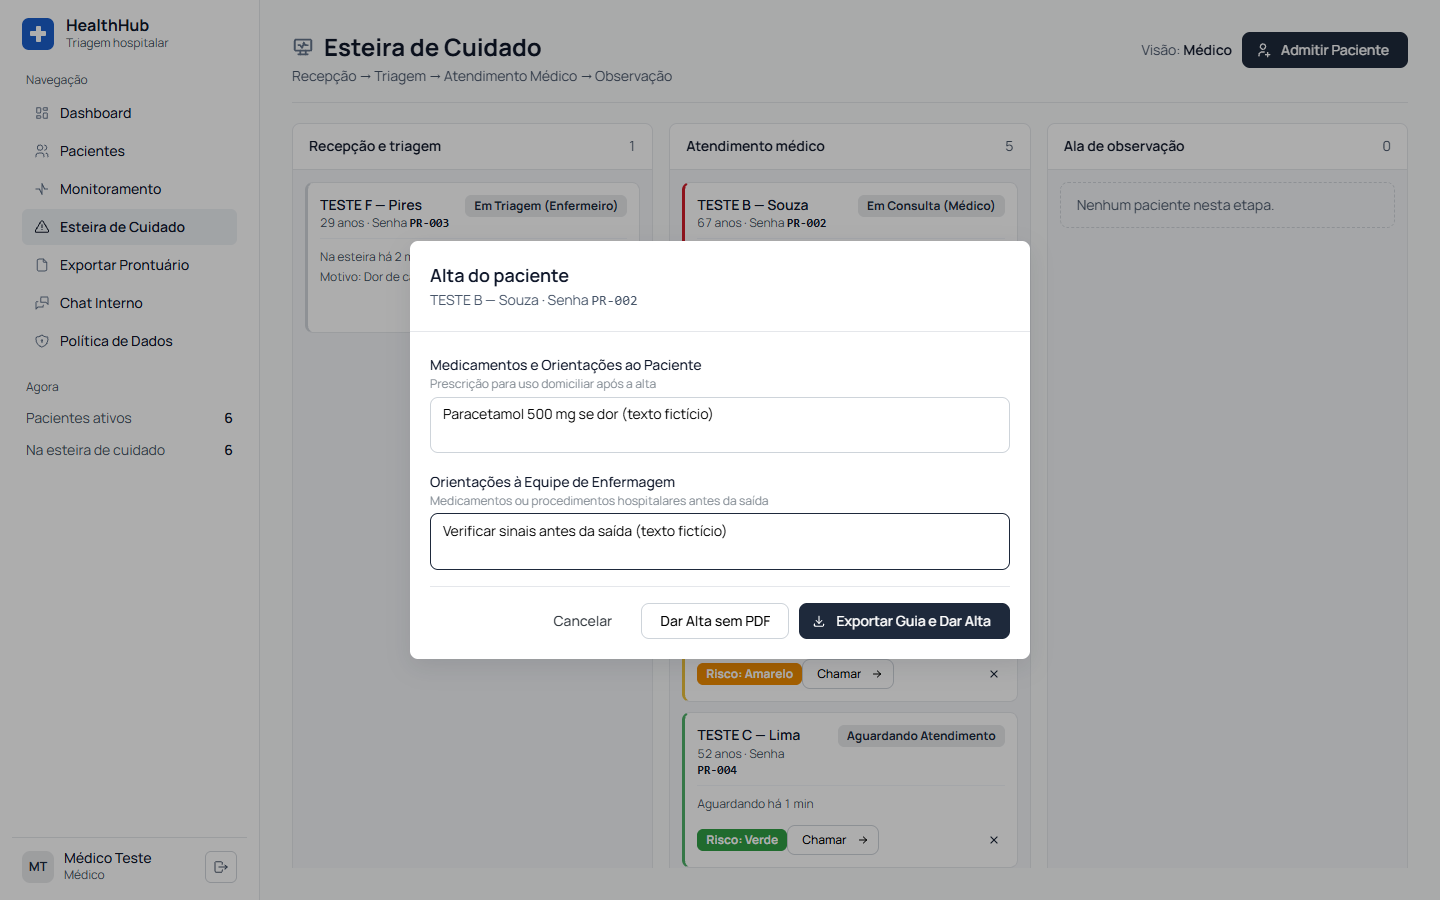 HealthHub
Triagem hospitalar
Navegação
Dashboard
Pacientes
Monitoramento
Esteira de Cuidado
Exportar Prontuário
Chat Interno
Política de Dados
Agora
Pacientes ativos 6
Na esteira de cuidado 6
MT
Médico Teste
Médico
Esteira de Cuidado
Recepção → Triagem → Atendimento Médico → Observação
Visão: Médico
Admitir Paciente
Recepção e triagem 1
TESTE F — Pires
Em Triagem (Enfermeiro)
29 anos · Senha PR-003
Na esteira há 2
Motivo: Dor de
Atendimento médico 5
TESTE B — Souza
Em Consulta (Médico)
67 anos · Senha PR-002
Ala de observação 0
Nenhum paciente nesta etapa.
Alta do paciente
TESTE B — Souza · Senha PR-002
Medicamentos e Orientações ao Paciente
Prescrição para uso domiciliar após a alta
Paracetamol 500 mg se dor (texto fictício)
Orientações à Equipe de Enfermagem
Medicamentos ou procedimentos hospitalares antes da saída
Verificar sinais antes da saída (texto fictício)
Cancelar
Dar Alta sem PDF
Exportar Guia e Dar Alta
Risco: Amarelo
Chamar →
TESTE C — Lima
Aguardando Atendimento
52 anos · Senha
PR-004
Aguardando há 1 min
Risco: Verde
Chamar →